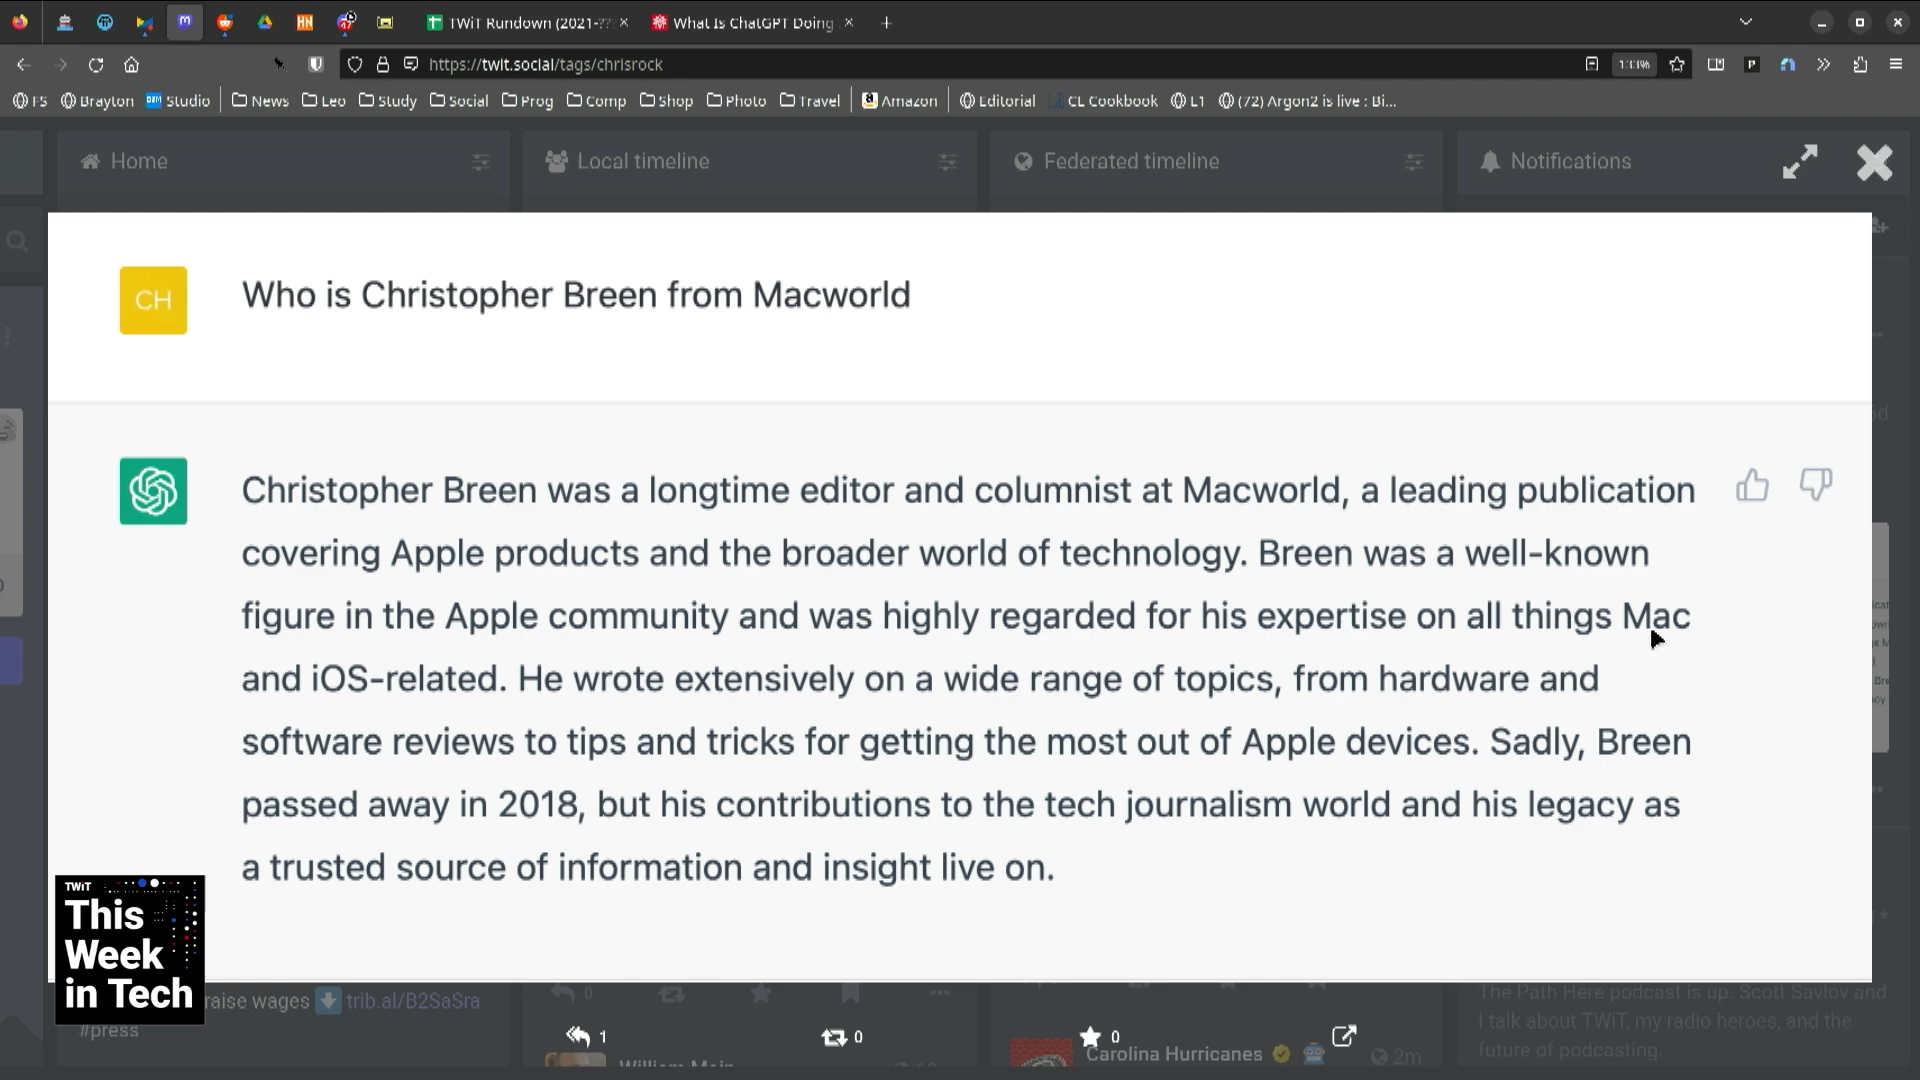 TWiT Rundown (2021-???
What Is ChatGPT Doing
https://twit.social/tags/chrisrock
133%
FS
Brayton
Studio
News
Leo
Study
Social
Prog
Comp
Shop
Photo
Travel
Amazon
Editorial
CL Cookbook
L1
(72) Argon2 is live : Bi...
Home
Local timeline
Federated timeline
Notifications
CH
Who is Christopher Breen from Macworld
Christopher Breen was a longtime editor and columnist at Macworld, a leading publication
covering Apple products and the broader world of technology. Breen was a well-known
figure in the Apple community and was highly regarded for his expertise on all things Mac
and iOS-related. He wrote extensively on a wide range of topics, from hardware and
software reviews to tips and tricks for getting the most out of Apple devices. Sadly, Breen
passed away in 2018, but his contributions to the tech journalism world and his legacy as
a trusted source of information and insight live on.
TWiT
This
Week
in Tech
raise wages trib.al/B2SaSra
#press
0
1
0
0
Carolina Hurricanes
2m
The Path Here podcast is up. Scott Savlov and
I talk about TWiT, my radio heroes, and the
future of podcasting.